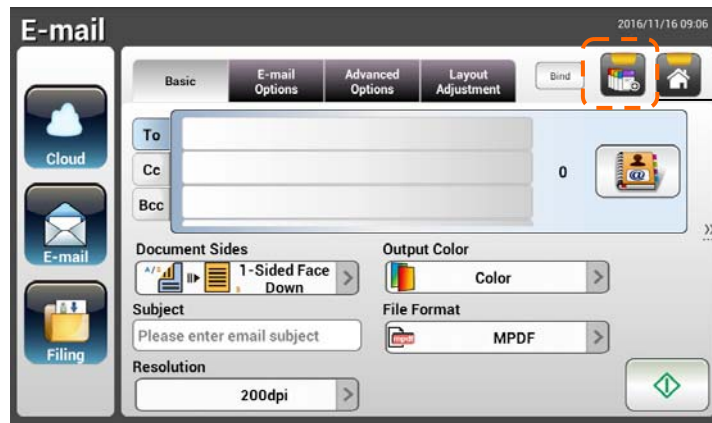 E-mail
2016/11/16 09:06
Basic
E-mail Options
Advanced Options
Layout Adjustment
Bind
Cloud
E-mail
Filing
To
Cc
Bcc
0
@
Document Sides
A/S
1-Sided Face Down
Output Color
Color
Subject
Please enter email subject
File Format
mpdf
MPDF
Resolution
200dpi